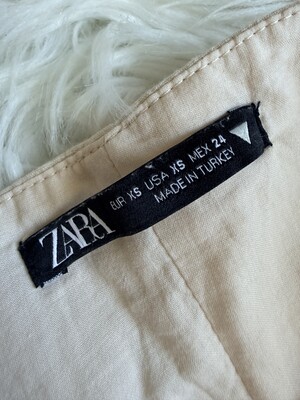 ZARA
EUR XS USA XS MEX 24
MADE IN TURKEY